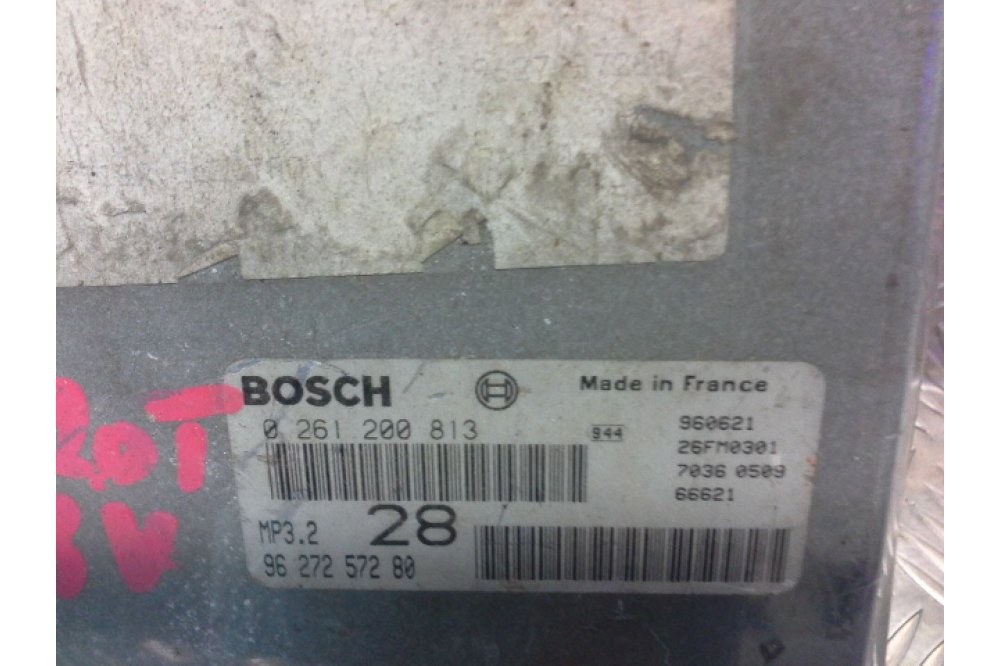 BOSCH
Made in France
0 261 200 813
944
960621
26FM0301
7036 0509
66621
MP3.2
28
96 272 572 80